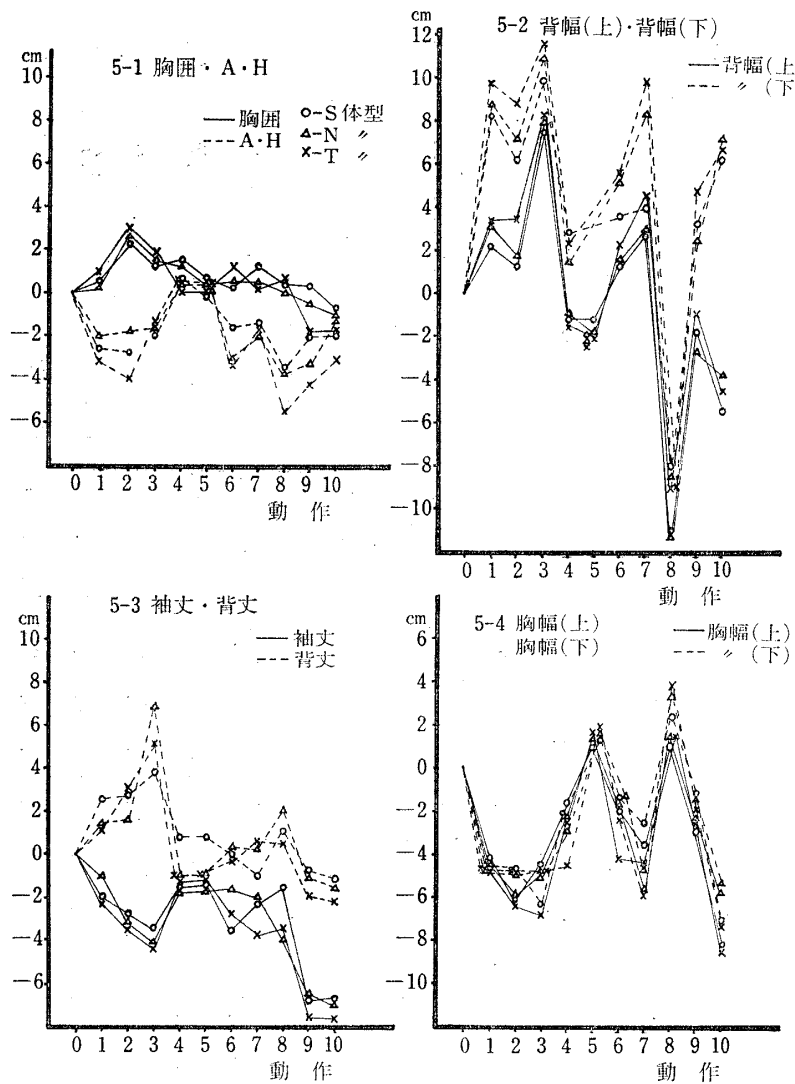 cm
10
8
6
4
2
0
−2
−4
−6
5-1 胸囲・A・H
胸囲
A・H
S体型
N 〃
T 〃
0 1 2 3 4 5 6 7 8 9 10
動 作
cm
12
10
8
6
4
2
0
−2
−4
−6
−8
−10
5-2 背幅(上)・背幅(下)
背幅(上
〃 (下
0 1 2 3 4 5 6 7 8 9 10
動 作
cm
10
8
6
4
2
0
−2
−4
−6
5-3 袖丈・背丈
袖丈
背丈
0 1 2 3 4 5 6 7 8 9 10
動 作
cm
6
4
2
0
−2
−4
−6
−8
−10
5-4 胸幅(上)
胸幅(下)
胸幅(上)
〃 (下)
0 1 2 3 4 5 6 7 8 9 10
動 作